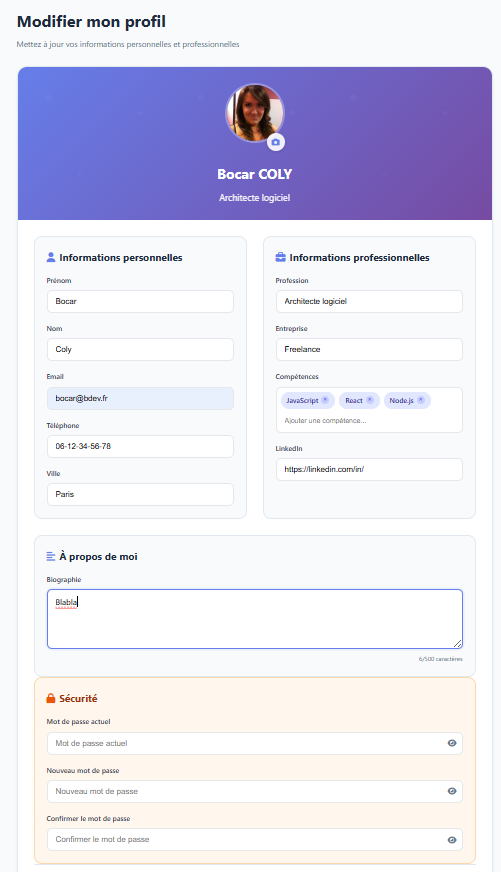 Modifier mon profil
Mettez à jour vos informations personnelles et professionnelles
Bocar COLY
Architecte logiciel
Informations personnelles
Prénom
Bocar
Nom
Coly
Email
bocar@bdev.fr
Téléphone
06-12-34-56-78
Ville
Paris
Informations professionnelles
Profession
Architecte logiciel
Entreprise
Freelance
Compétences
JavaScript × React × Node.js ×
Ajouter une compétence...
LinkedIn
https://linkedin.com/in/
À propos de moi
Biographie
Blabla
6/500 caractères
Sécurité
Mot de passe actuel
Mot de passe actuel
Nouveau mot de passe
Nouveau mot de passe
Confirmer le mot de passe
Confirmer le mot de passe